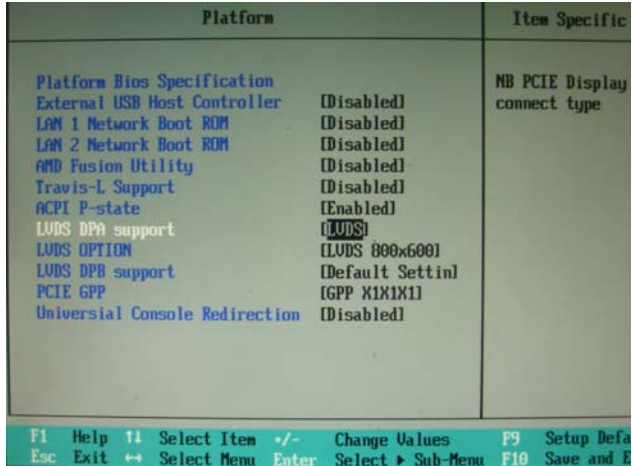 Platform
Item Specific
Platform Bios Specification
External USB Host Controller [Disabled]
LAN 1 Network Boot ROM [Disabled]
LAN 2 Network Boot ROM [Disabled]
AMD Fusion Utility [Disabled]
Travis-L Support [Disabled]
ACPI P-state [Enabled]
LVDS DPA support [LVDS]
LVDS OPTION [LVDS 800x600]
LVDS DPB support [Default Settin]
PCIE GPP [GPP X1X1X1]
Universial Console Redirection [Disabled]
NB PCIE Display
connect type
F1 Help ↑↓ Select Item +/- Change Values F9 Setup Defa
Esc Exit ↔ Select Menu Enter Select ▶ Sub-Menu F10 Save and E